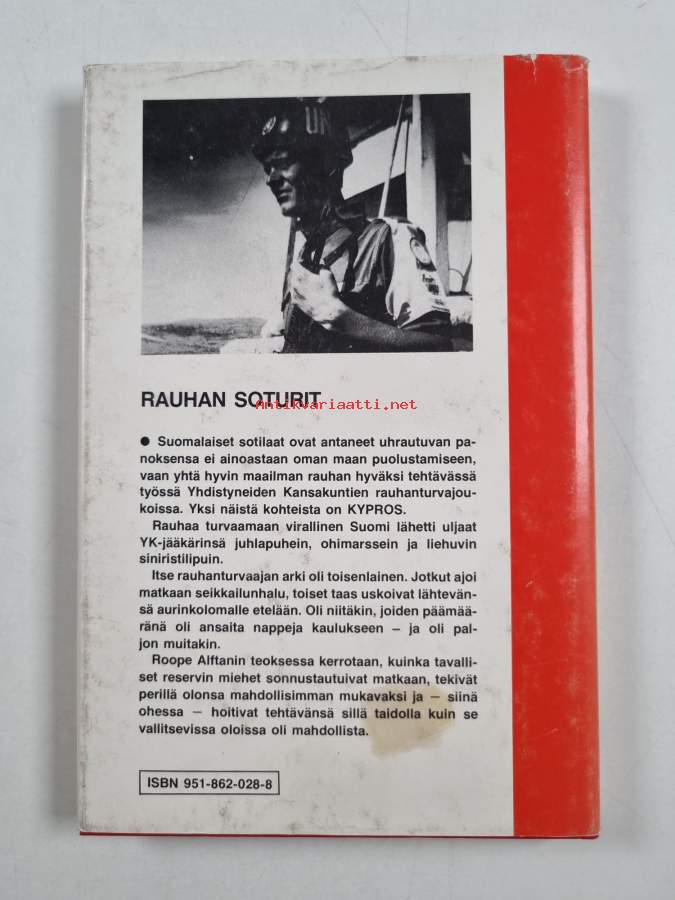 RAUHAN SOTURIT
Antikvariaatti.net
● Suomalaiset sotilaat ovat antaneet uhrautuvan pa-
noksensa ei ainoastaan oman maan puolustamiseen,
vaan yhtä hyvin maailman rauhan hyväksi tehtävässä
työssä Yhdistyneiden Kansakuntien rauhanturvajou-
koissa. Yksi näistä kohteista on KYPROS.
Rauhaa turvaamaan virallinen Suomi lähetti uljaat
YK-jääkärinsä juhlapuhein, ohimarssein ja liehuvin
siniristilipuin.
Itse rauhanturvaajan arki oli toisenlainen. Jotkut ajoi
matkaan seikkailunhalu, toiset taas uskoivat lähtevän-
sä aurinkolomalle etelään. Oli niitäkin, joiden päämää-
ränä oli ansaita nappeja kaulukseen – ja oli pal-
jon muitakin.
Roope Alftanin teoksessa kerrotaan, kuinka tavalli-
set reservin miehet sonnustautuivat matkaan, tekivät
perillä olonsa mahdollisimman mukavaksi ja – siinä
ohessa – hoitivat tehtävänsä sillä taidolla kuin se
vallitsevissa oloissa oli mahdollista.
ISBN 951-862-028-8